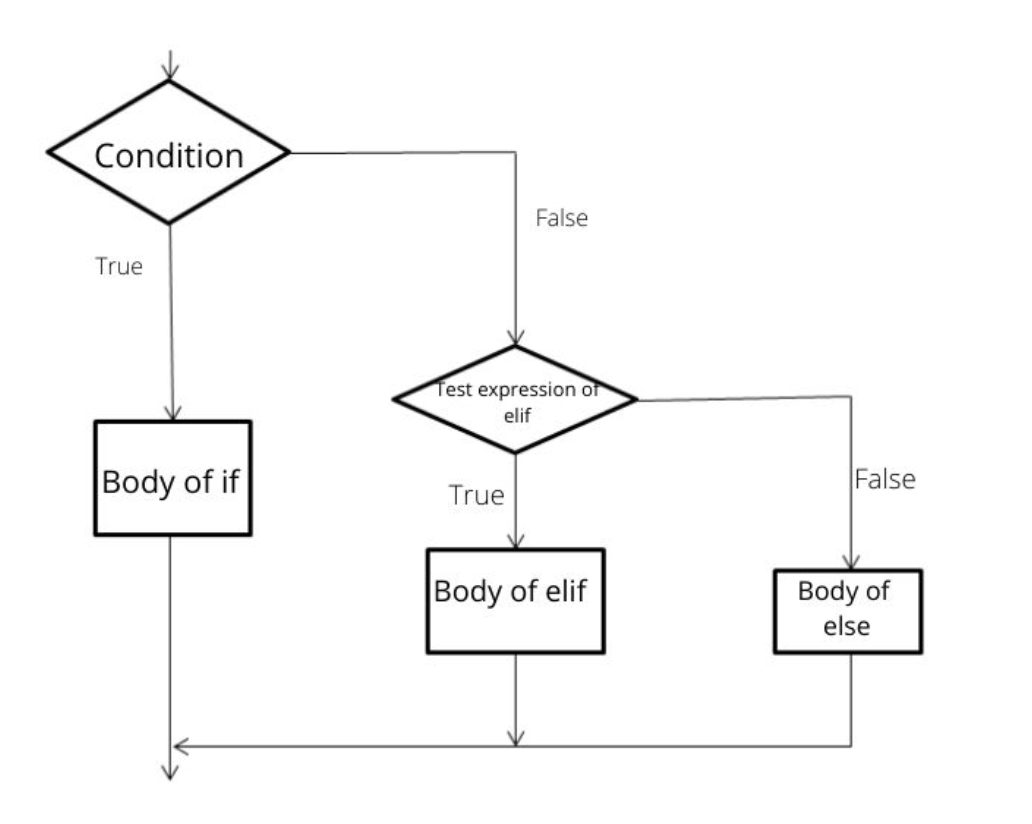 Condition
False
True
Test expression of
elif
Body of if
True
False
Body of elif
Body of
else